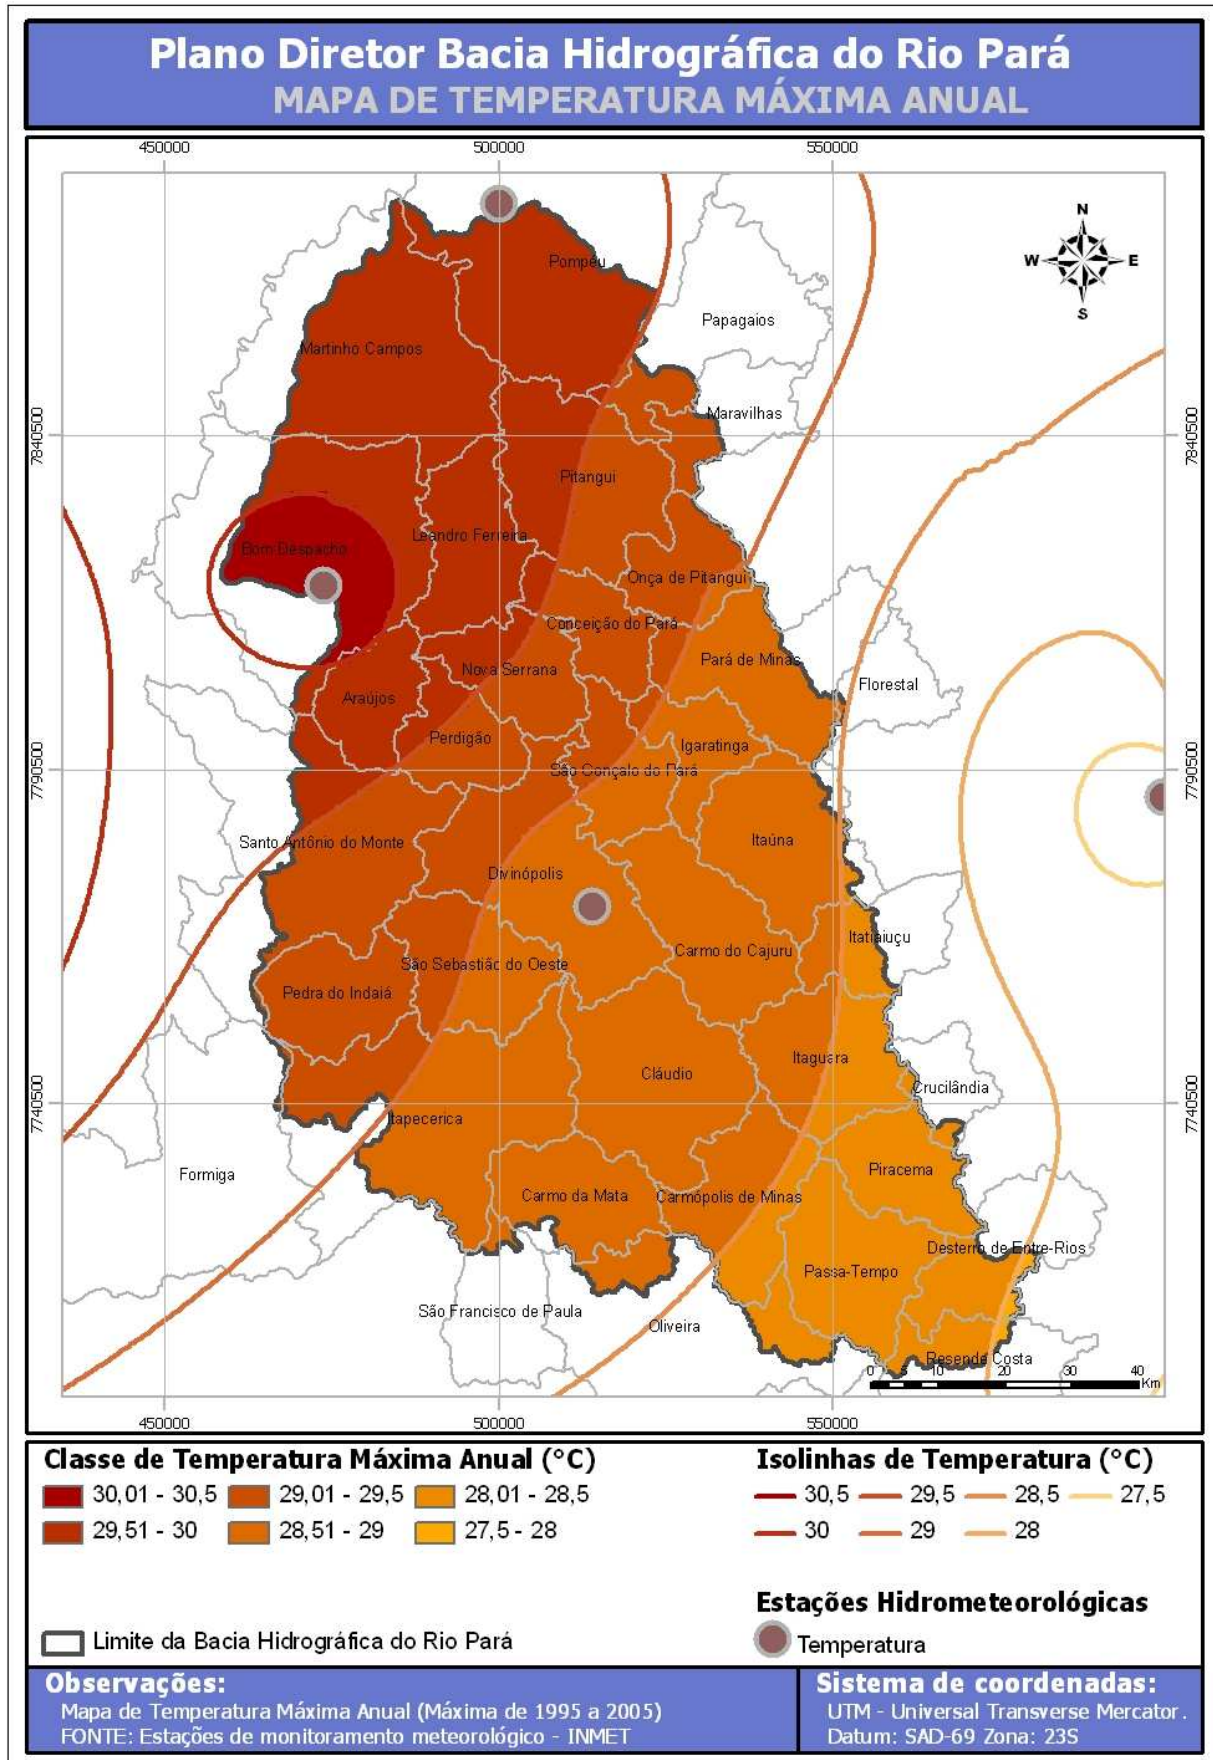 Plano Diretor Bacia Hidrográfica do Rio Pará
MAPA DE TEMPERATURA MÁXIMA ANUAL
450000 500000 550000
N
W E
S
Pompéu
Papagaios
Martinho Campos
Maravilhas
7840500 7840500
Pitangui
Leandro Ferreira
Bom Despacho
Onça de Pitangui
Conceição do Pará
Pará de Minas
Nova Serrana
Florestal
Araújos
Perdigão
Igaratinga
São Gonçalo do Pará
7790500 7790500
Santo Antônio do Monte
Itaúna
Divinópolis
Itatiaiuçu
Carmo do Cajuru
São Sebastião do Oeste
Pedra do Indaiá
Itaguara
Cláudio
Crucilândia
7740500 7740500
Itapecerica
Formiga
Piracema
Carmo da Mata
Carmópolis de Minas
Desterro de Entre-Rios
Passa-Tempo
São Francisco de Paula
Oliveira
Resende Costa
0 5 10 20 30 40
Km
450000 500000 550000
Classe de Temperatura Máxima Anual (°C)
30,01 - 30,5 29,01 - 29,5 28,01 - 28,5
29,51 - 30 28,51 - 29 27,5 - 28
Isolinhas de Temperatura (°C)
30,5 29,5 28,5 27,5
30 29 28
Estações Hidrometeorológicas
Temperatura
Limite da Bacia Hidrográfica do Rio Pará
Observações:
Mapa de Temperatura Máxima Anual (Máxima de 1995 a 2005)
FONTE: Estações de monitoramento meteorológico - INMET
Sistema de coordenadas:
UTM - Universal Transverse Mercator.
Datum: SAD-69 Zona: 23S